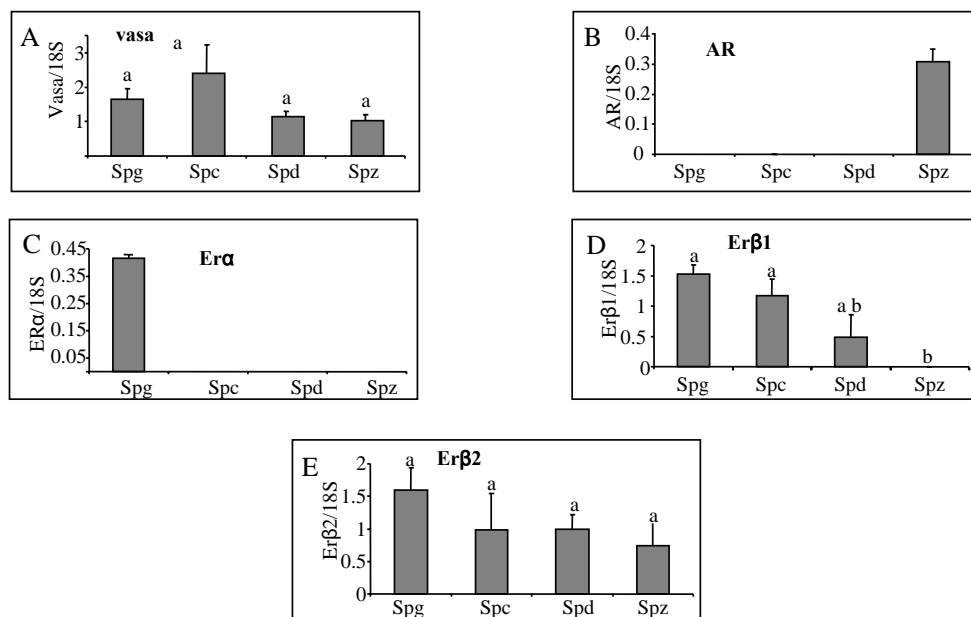 A
vasa
Vasa/18S
3
2
1
a
a
a
a
Spg Spc Spd Spz
B
AR
AR/18S
0.4
0.3
0.2
0.1
0
Spg Spc Spd Spz
C
Erα
ERα/18S
0.45
0.35
0.25
0.15
0.05
Spg Spc Spd Spz
D
Erβ1
Erβ1/18S
2
1.5
1
0.5
0
a
a
a b
b
Spg Spc Spd Spz
E
Erβ2
Erβ2/18S
2
1.5
1
0.5
0
a
a
a
a
Spg Spc Spd Spz